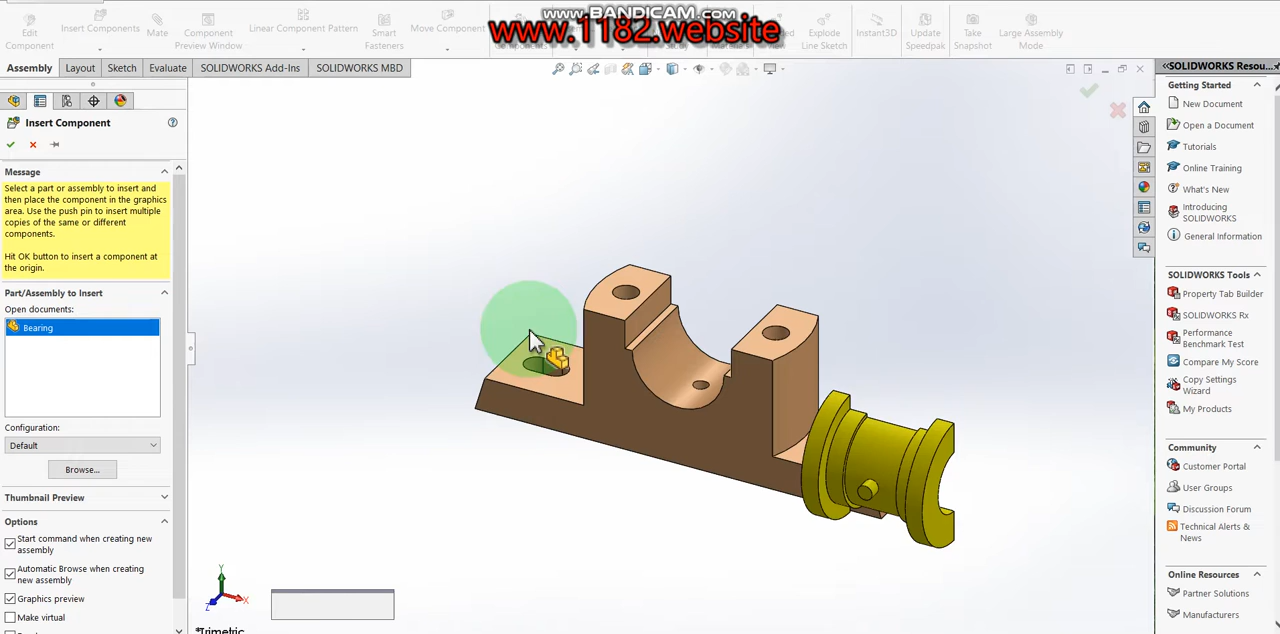 www.BANDICAM.com
www.1182.website
Edit Component
Insert Components
Mate
Component Preview Window
Linear Component Pattern
Smart Fasteners
Move Component
Explode Line Sketch
Instant3D
Update Speedpak
Take Snapshot
Large Assembly Mode
Assembly
Layout
Sketch
Evaluate
SOLIDWORKS Add-Ins
SOLIDWORKS MBD
Insert Component
Message
Select a part or assembly to insert and
then place the component in the graphics
area. Use the push pin to insert multiple
copies of the same or different
components.
Hit OK button to insert a component at
the origin.
Part/Assembly to Insert
Open documents:
Bearing
Configuration:
Default
Browse...
Thumbnail Preview
Options
Start command when creating new
assembly
Automatic Browse when creating
new assembly
Graphics preview
Make virtual
*Trimetric
X
Y
Z
SOLIDWORKS Resou...
Getting Started
New Document
Open a Document
Tutorials
Online Training
What's New
Introducing
SOLIDWORKS
General Information
SOLIDWORKS Tools
Property Tab Builder
SOLIDWORKS Rx
Performance
Benchmark Test
Compare My Score
Copy Settings
Wizard
My Products
Community
Customer Portal
User Groups
Discussion Forum
Technical Alerts &
News
Online Resources
Partner Solutions
Manufacturers